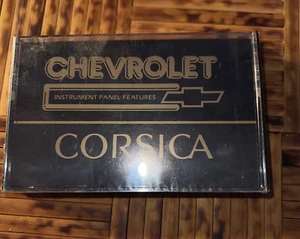 CHEVROLET
INSTRUMENT PANEL FEATURES
CORSICA